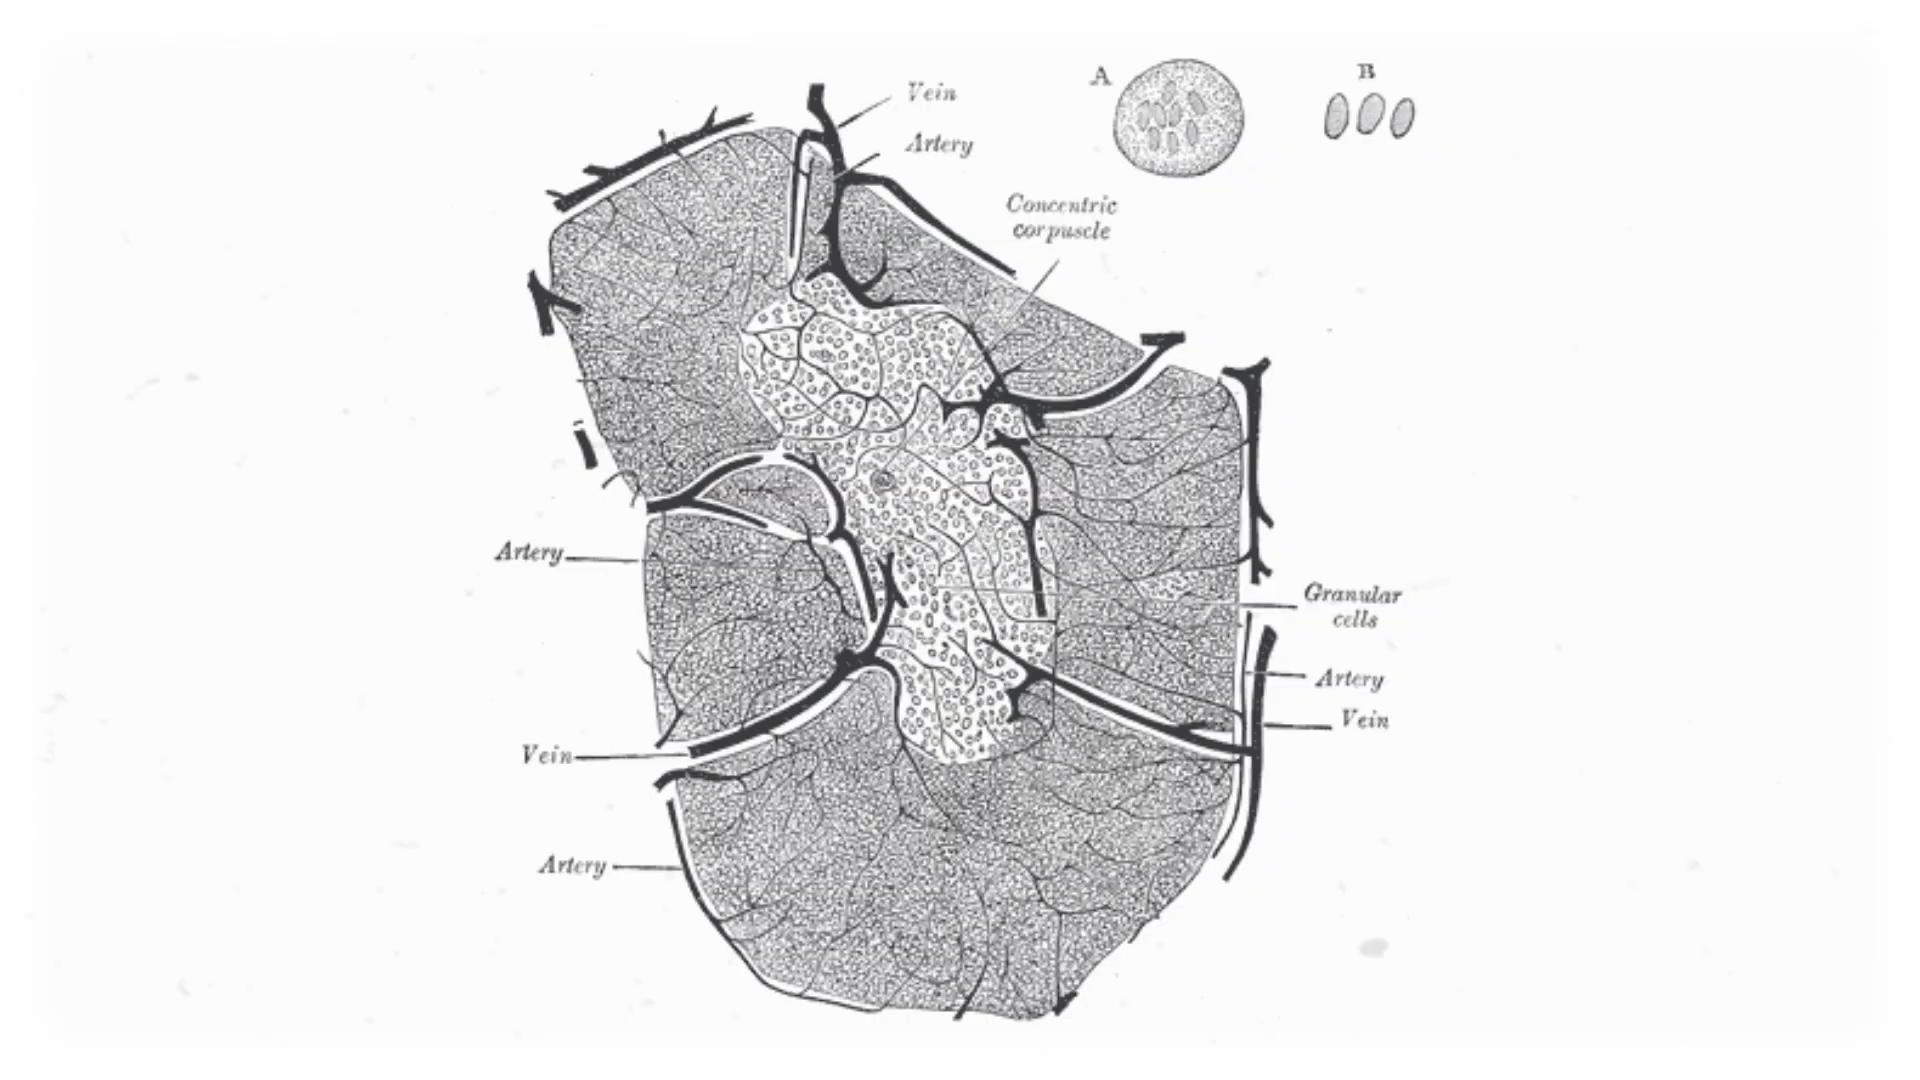 Vein
A
B
Artery
Concentric
corpuscle
Artery
Granular
cells
Artery
Vein
Vein
Artery